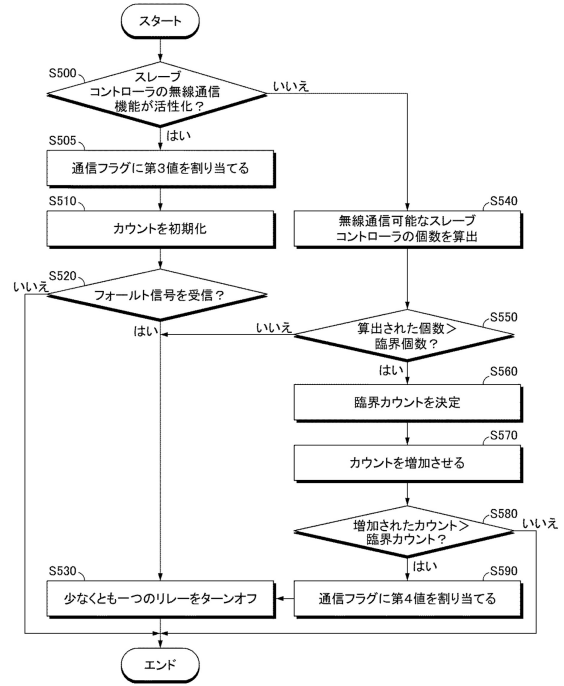 スタート
S500
スレーブ
コントローラの無線通信
機能が活性化？
いいえ
はい
S505
通信フラグに第3値を割り当てる
S510
カウントを初期化
S540
無線通信可能なスレーブ
コントローラの個数を算出
S520
フォールト信号を受信？
いいえ
はい
S550
算出された個数＞
臨界個数？
いいえ
はい
S560
臨界カウントを決定
S570
カウントを増加させる
S580
増加されたカウント＞
臨界カウント？
いいえ
はい
S530
少なくとも一つのリレーをターンオフ
S590
通信フラグに第4値を割り当てる
エンド